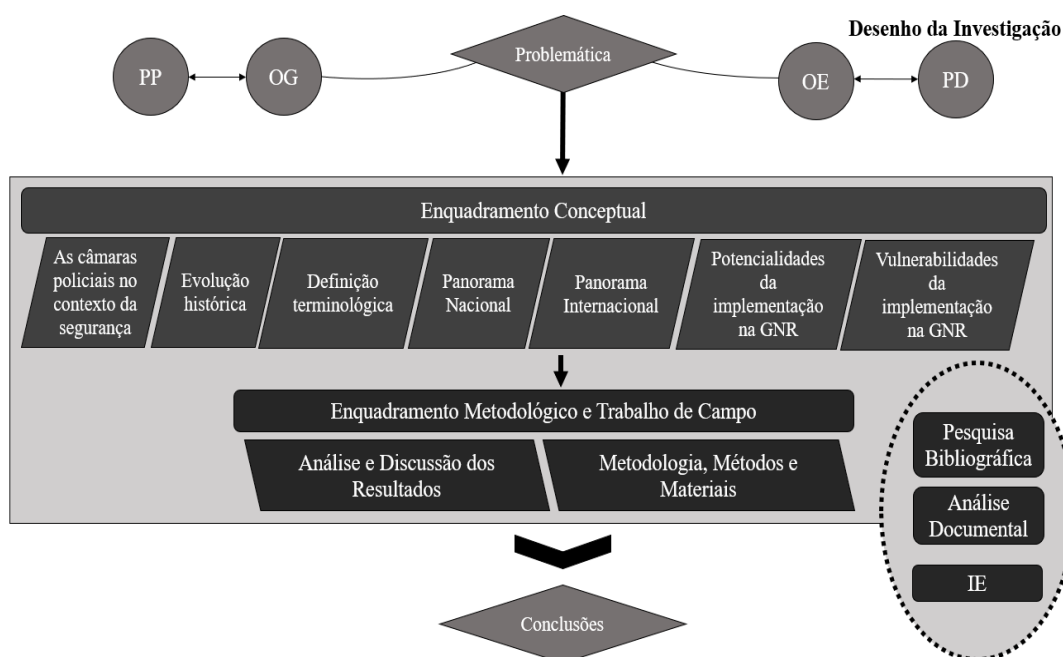 Desenho da Investigação
PP
OG
Problemática
OE
PD
Enquadramento Conceptual
As câmaras
policiais no
contexto da
segurança
Evolução
histórica
Definição
terminológica
Panorama
Nacional
Panorama
Internacional
Potencialidades
da
implementação
na GNR
Vulnerabilidades
da
implementação
na GNR
Enquadramento Metodológico e Trabalho de Campo
Análise e Discussão dos
Resultados
Metodologia, Métodos e
Materiais
Pesquisa
Bibliográfica
Análise
Documental
IE
Conclusões